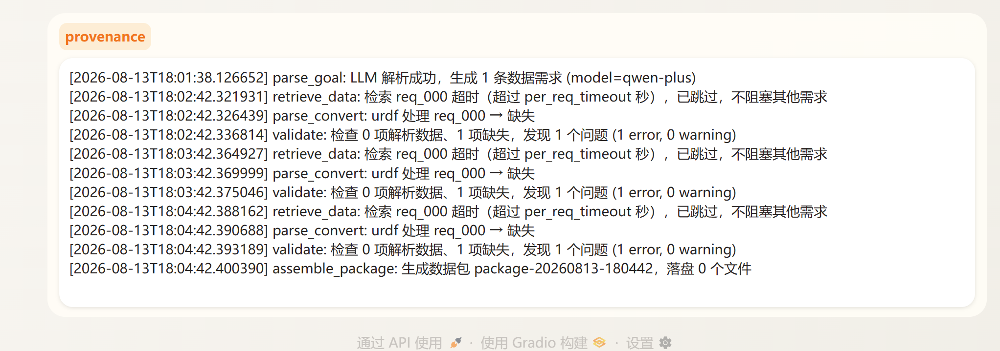 provenance
[2026-08-13T18:01:38.126652] parse_goal: LLM 解析成功，生成 1 条数据需求 (model=qwen-plus)
[2026-08-13T18:02:42.321931] retrieve_data: 检索 req_000 超时（超过 per_req_timeout 秒），已跳过，不阻塞其他需求
[2026-08-13T18:02:42.326439] parse_convert: urdf 处理 req_000 → 缺失
[2026-08-13T18:02:42.336814] validate: 检查 0 项解析数据、1 项缺失，发现 1 个问题 (1 error, 0 warning)
[2026-08-13T18:03:42.364927] retrieve_data: 检索 req_000 超时（超过 per_req_timeout 秒），已跳过，不阻塞其他需求
[2026-08-13T18:03:42.369999] parse_convert: urdf 处理 req_000 → 缺失
[2026-08-13T18:03:42.375046] validate: 检查 0 项解析数据、1 项缺失，发现 1 个问题 (1 error, 0 warning)
[2026-08-13T18:04:42.388162] retrieve_data: 检索 req_000 超时（超过 per_req_timeout 秒），已跳过，不阻塞其他需求
[2026-08-13T18:04:42.390688] parse_convert: urdf 处理 req_000 → 缺失
[2026-08-13T18:04:42.393189] validate: 检查 0 项解析数据、1 项缺失，发现 1 个问题 (1 error, 0 warning)
[2026-08-13T18:04:42.400390] assemble_package: 生成数据包 package-20260813-180442，落盘 0 个文件
通过 API 使用 · 使用 Gradio 构建 · 设置